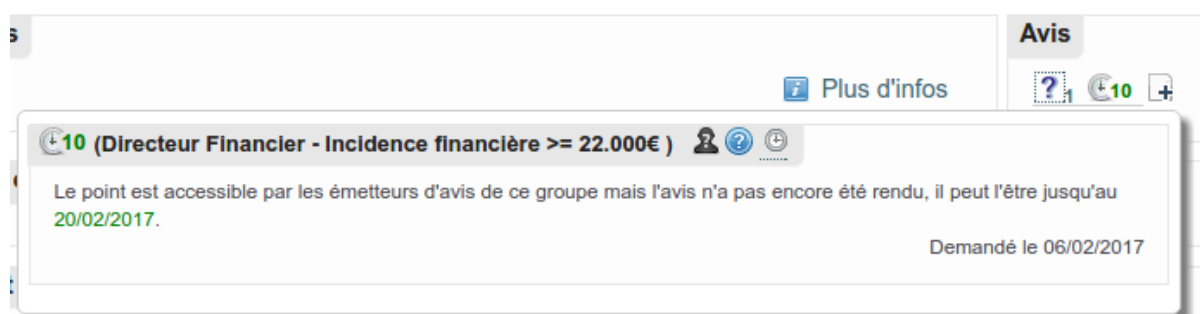 s
Avis
Plus d'infos
? 1 10
10 (Directeur Financier - Incidence financière >= 22.000€ ) ?
Le point est accessible par les émetteurs d'avis de ce groupe mais l'avis n'a pas encore été rendu, il peut l'être jusqu'au
20/02/2017.
Demandé le 06/02/2017